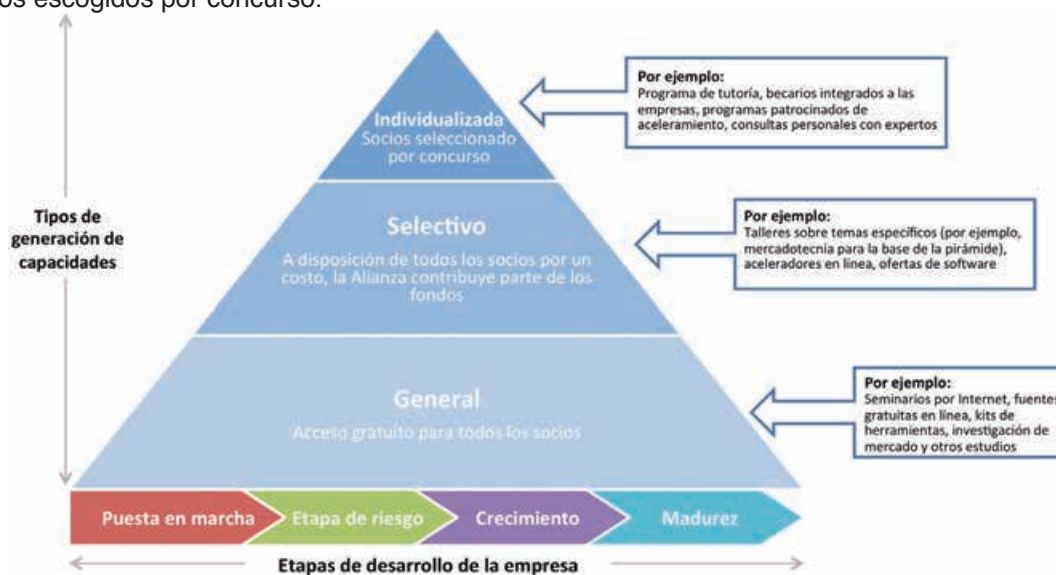 os escogidos por concurso.
Individualizada
Socios seleccionado
por concurso
Por ejemplo:
Programa de tutoría, becarios integrados a las
empresas, programas patrocinados de
aceleramiento, consultas personales con expertos
Tipos de
generación de
capacidades
Selectivo
A disposición de todos los socios por un
costo, la Alianza contribuye parte de los
fondos
Por ejemplo:
Talleres sobre temas específicos (por ejemplo,
mercadotecnia para la base de la pirámide),
aceleradores en línea, ofertas de software
General
Acceso gratuito para todos los socios
Por ejemplo:
Seminarios por Internet, fuentes
gratuitas en línea, kits de
herramientas, investigación de
mercado y otros estudios
Puesta en marcha
Etapa de riesgo
Crecimiento
Madurez
Etapas de desarrollo de la empresa